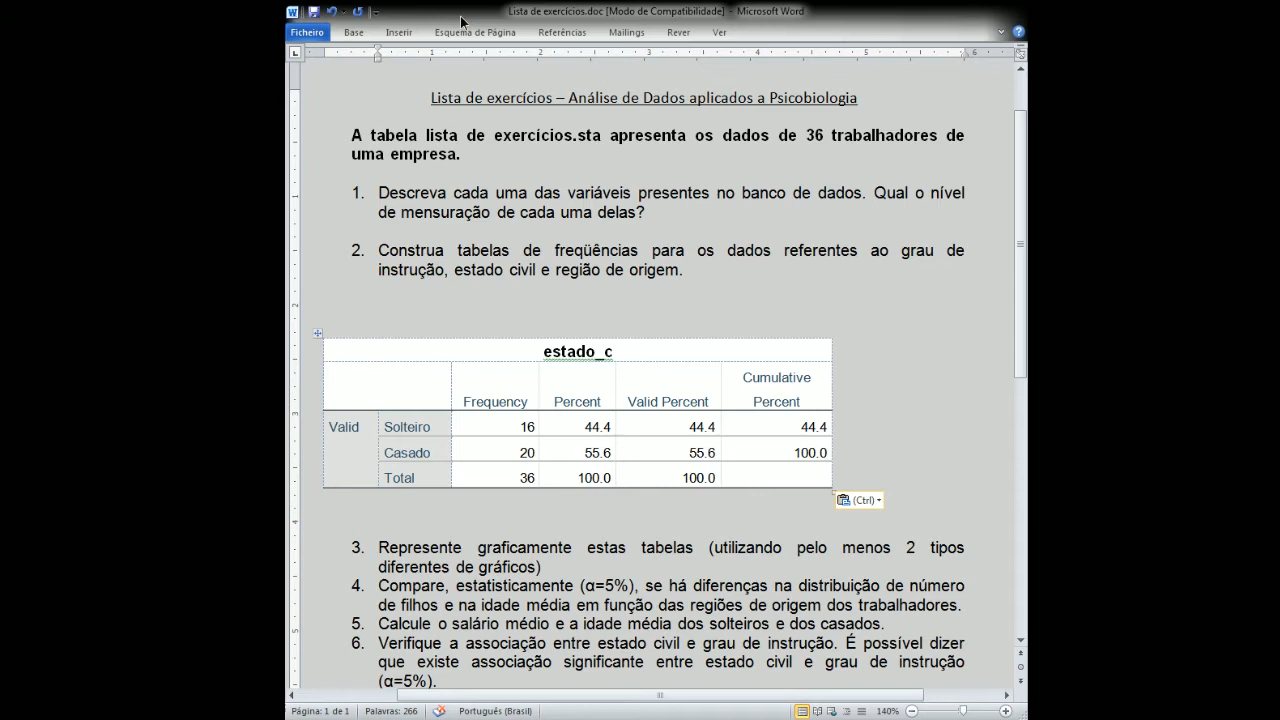 Lista de exercícios.doc [Modo de Compatibilidade] – Microsoft Word
Ficheiro Base Inserir Esquema de Página Referências Mailings Rever Ver
1 2 3 4 5 6
Lista de exercícios – Análise de Dados aplicados a Psicobiologia
A tabela lista de exercícios.sta apresenta os dados de 36 trabalhadores de
uma empresa.
1. Descreva cada uma das variáveis presentes no banco de dados. Qual o nível
de mensuração de cada uma delas?
2. Construa tabelas de freqüências para os dados referentes ao grau de
instrução, estado civil e região de origem.
estado_c
Cumulative
Frequency Percent Valid Percent Percent
Valid Solteiro 16 44.4 44.4 44.4
Casado 20 55.6 55.6 100.0
Total 36 100.0 100.0
(Ctrl)
3. Represente graficamente estas tabelas (utilizando pelo menos 2 tipos
diferentes de gráficos)
4. Compare, estatisticamente (α=5%), se há diferenças na distribuição de número
de filhos e na idade média em função das regiões de origem dos trabalhadores.
5. Calcule o salário médio e a idade média dos solteiros e dos casados.
6. Verifique a associação entre estado civil e grau de instrução. É possível dizer
que existe associação significante entre estado civil e grau de instrução
(α=5%).
Página: 1 de 1 Palavras: 266 Português (Brasil) 140%